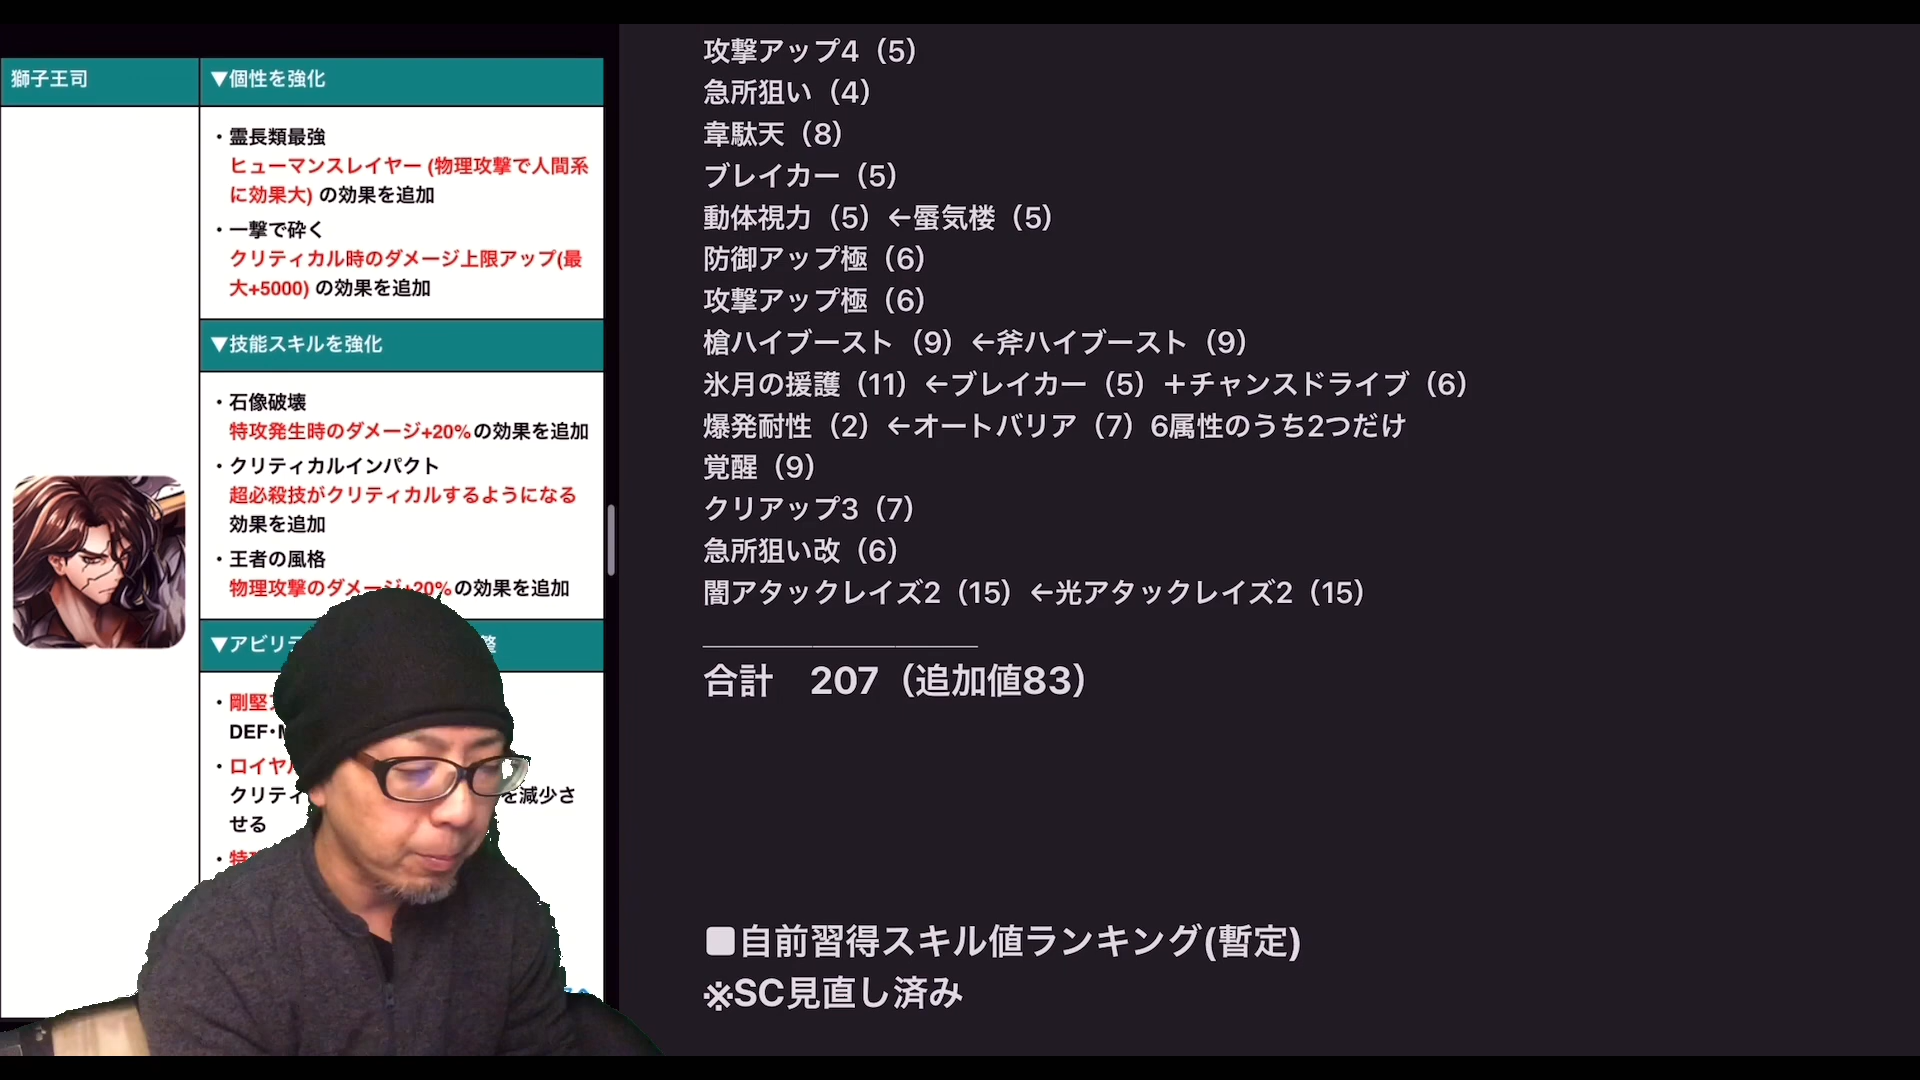 獅子王司
▼個性を強化
・霊長類最強
ヒューマンスレイヤー (物理攻撃で人間系
に効果大) の効果を追加
・一撃で砕く
クリティカル時のダメージ上限アップ(最
大+5000) の効果を追加
▼技能スキルを強化
・石像破壊
特攻発生時のダメージ+20%の効果を追加
・クリティカルインパクト
超必殺技がクリティカルするようになる
効果を追加
・王者の風格
物理攻撃のダメージ+20%の効果を追加
▼アビリ
整
・剛堅
DEF・
・ロイヤル
クリティ
を減少さ
せる
・特
攻撃アップ4（5）
急所狙い（4）
韋駄天（8）
ブレイカー（5）
動体視力（5）←蜃気楼（5）
防御アップ極（6）
攻撃アップ極（6）
槍ハイブースト（9）←斧ハイブースト（9）
氷月の援護（11）←ブレイカー（5）＋チャンスドライブ（6）
爆発耐性（2）←オートバリア（7）6属性のうち2つだけ
覚醒（9）
クリアップ3（7）
急所狙い改（6）
闇アタックレイズ2（15）←光アタックレイズ2（15）
合計　207（追加値83）
■自前習得スキル値ランキング(暫定)
※SC見直し済み